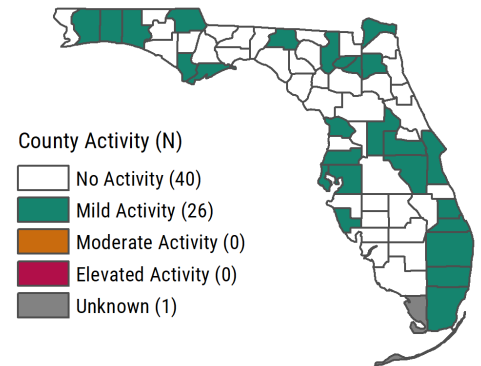 County Activity (N)
No Activity (40)
Mild Activity (26)
Moderate Activity (0)
Elevated Activity (0)
Unknown (1)